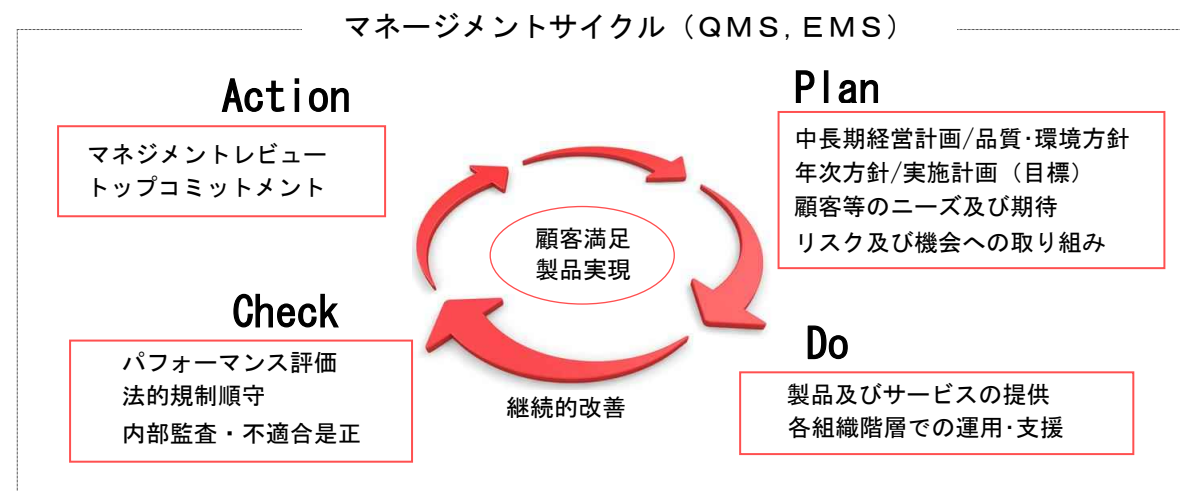 マネージメントサイクル（ＱＭＳ，ＥＭＳ）
Action
マネジメントレビュー
トップコミットメント
Plan
中長期経営計画/品質･環境方針
年次方針/実施計画（目標）
顧客等のニーズ及び期待
リスク及び機会への取り組み
顧客満足
製品実現
Check
パフォーマンス評価
法的規制順守
内部監査・不適合是正
Do
製品及びサービスの提供
各組織階層での運用･支援
継続的改善